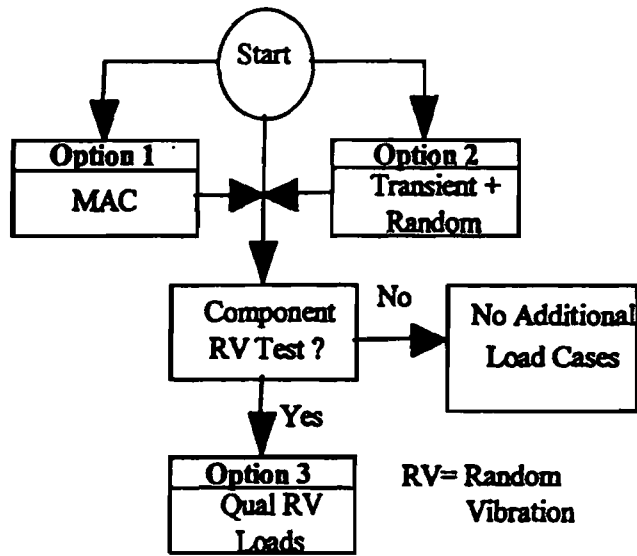 Start
Option 1
MAC
Option 2
Transient +
Random
Component
RV Test ?
No
No Additional
Load Cases
Yes
Option 3
Qual RV
Loads
RV= Random
Vibration